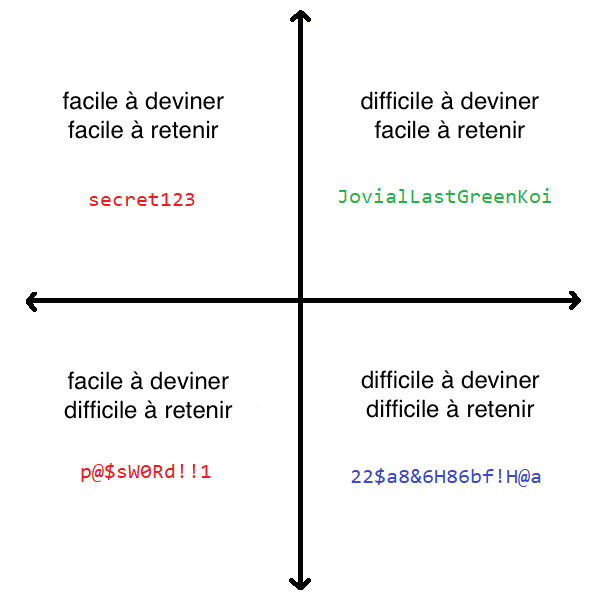 facile à deviner
facile à retenir
secret123
difficile à deviner
facile à retenir
JovialLastGreenKoi
facile à deviner
difficile à retenir
p@$sW0Rd!!1
difficile à deviner
difficile à retenir
22$a8&6H86bf!H@a